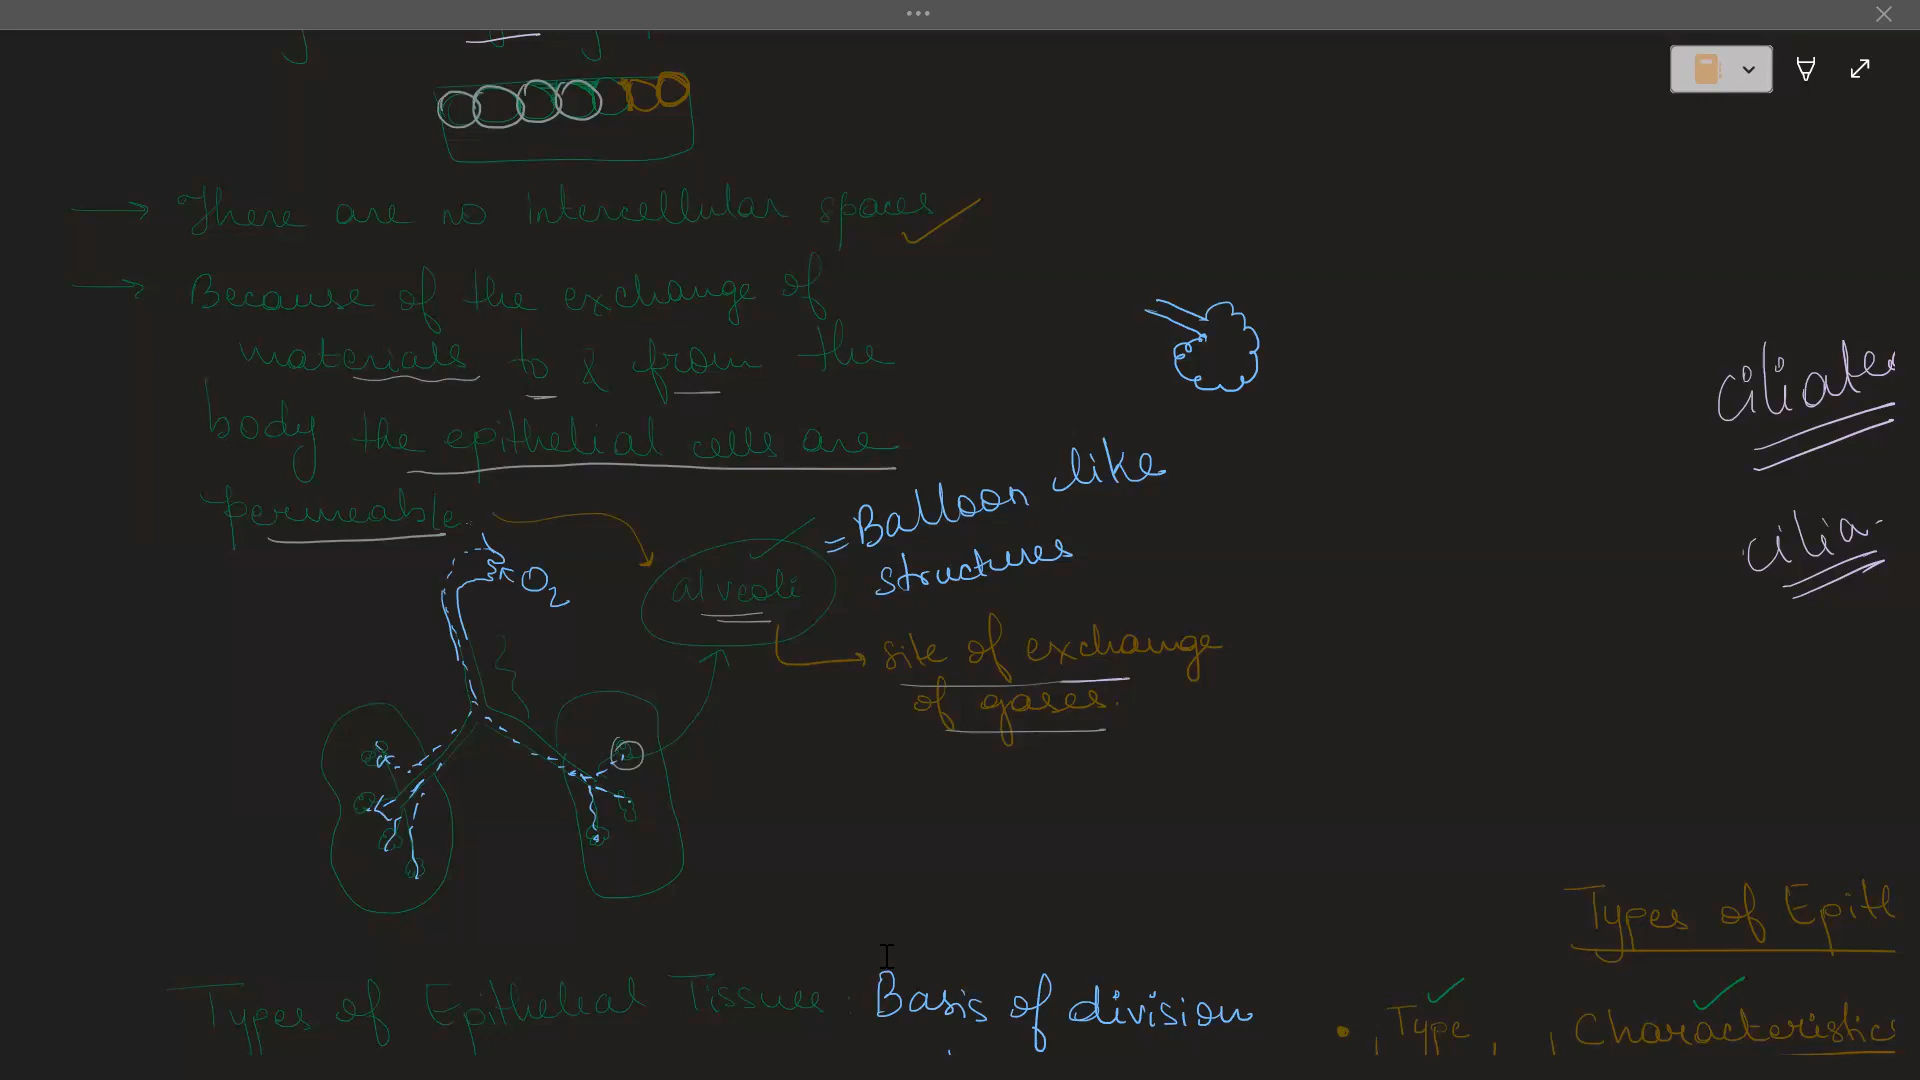 There are no intercellular spaces
Because of the exchange of
materials to & from the
body the epithelial cells are
permeable.
O2
alveoli
= Balloon like
structures
site of exchange
of gases.
ciliated
cilia.
Types of Epith
Types of Epithelial Tissue : Basis of division
• Type, Characteristics